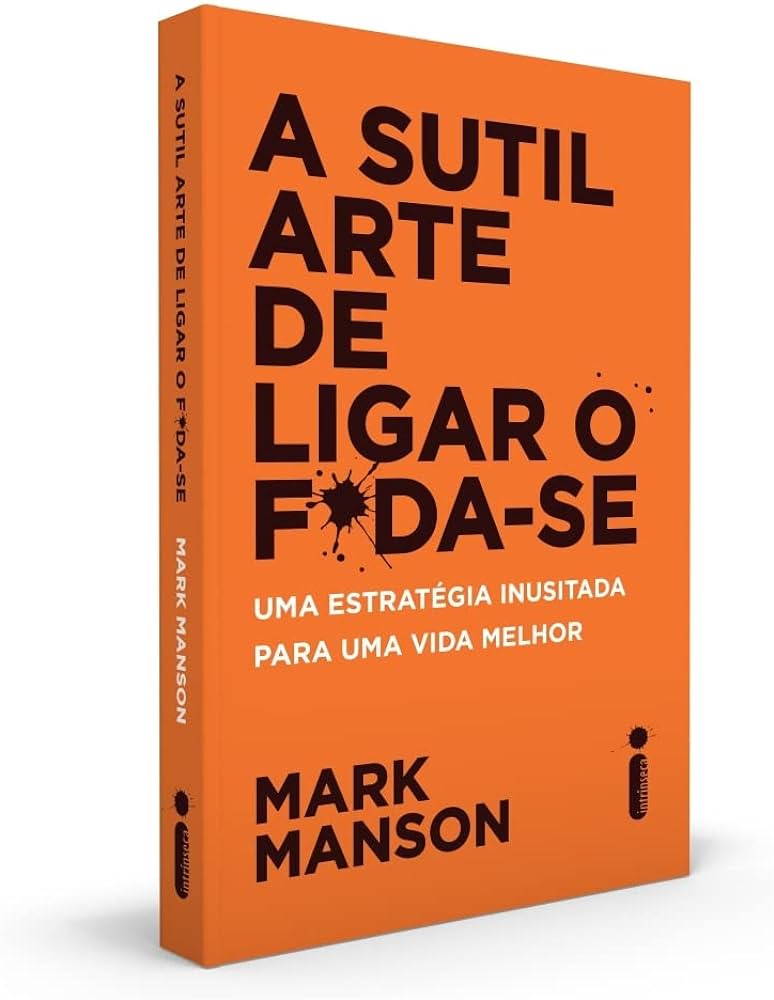 A SUTIL ARTE DE LIGAR O F*DA-SE MARK MANSON
intrínseca
A SUTIL
ARTE
DE
LIGAR O
F*DA-SE
UMA ESTRATÉGIA INUSITADA
PARA UMA VIDA MELHOR
MARK
MANSON
intrínseca